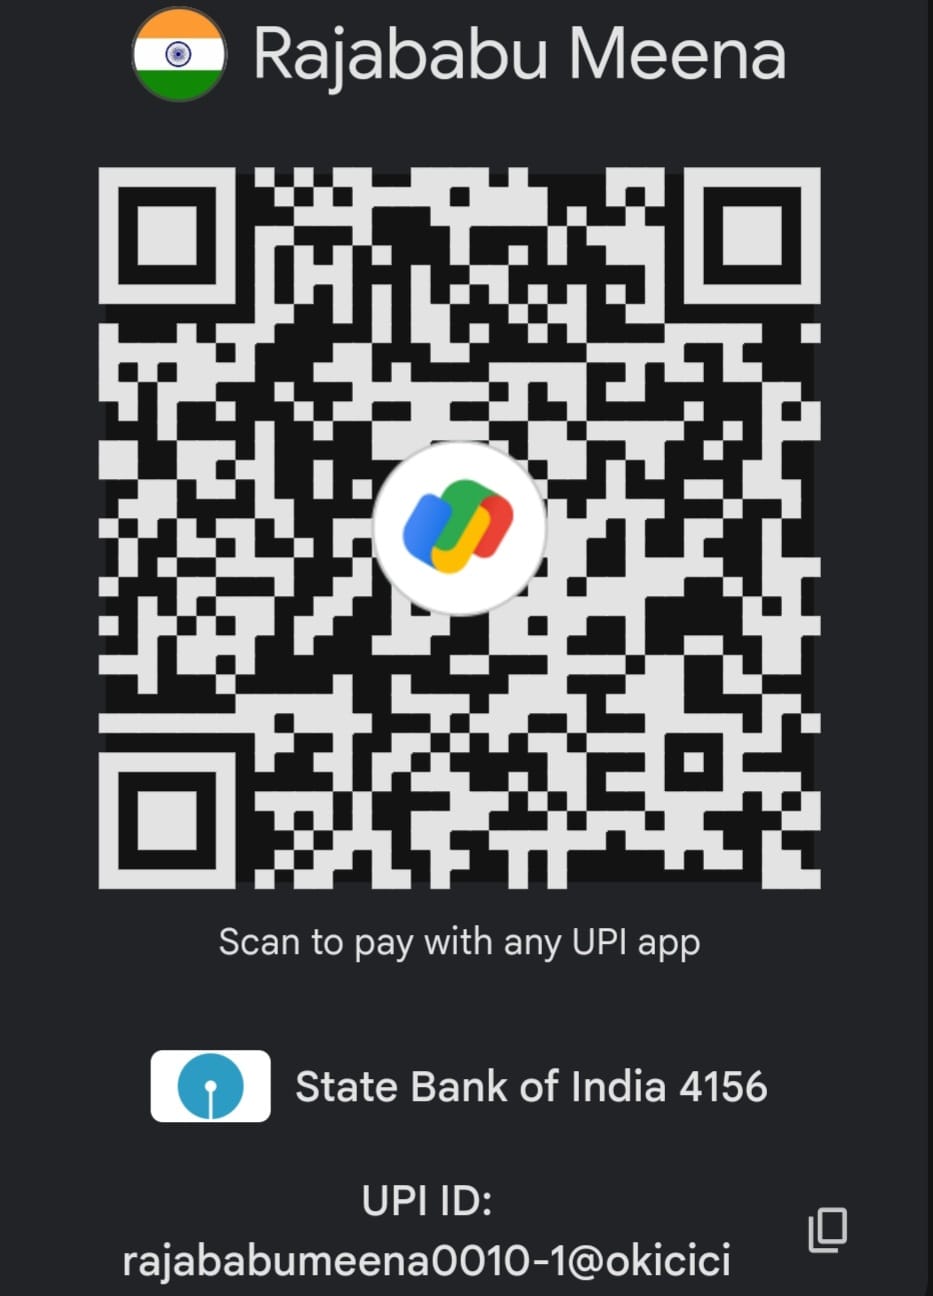 Rajababu Meena
Scan to pay with any UPI app
State Bank of India 4156
UPI ID:
rajababumeena0010-1@okicici